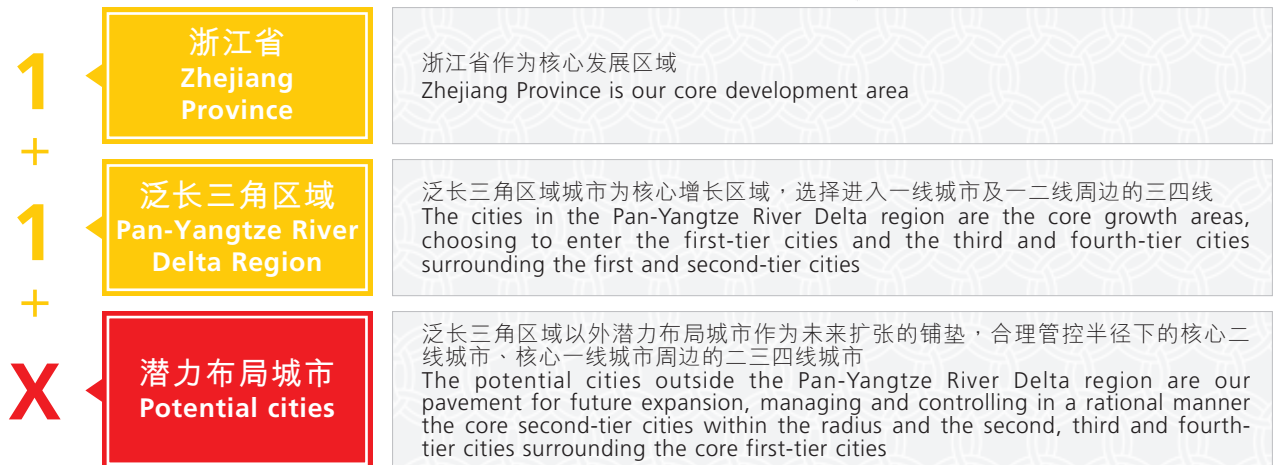 1
浙江省
Zhejiang
Province
浙江省作为核心发展区域
Zhejiang Province is our core development area
+
1
泛长三角区域
Pan-Yangtze River
Delta Region
泛长三角区域城市为核心增长区域，选择进入一线城市及一二线周边的三四线
The cities in the Pan-Yangtze River Delta region are the core growth areas,
choosing to enter the first-tier cities and the third and fourth-tier cities
surrounding the first and second-tier cities
+
X
潜力布局城市
Potential cities
泛长三角区域以外潜力布局城市作为未来扩张的铺垫，合理管控半径下的核心二
线城市、核心一线城市周边的二三四线城市
The potential cities outside the Pan-Yangtze River Delta region are our
pavement for future expansion, managing and controlling in a rational manner
the core second-tier cities within the radius and the second, third and fourth-
tier cities surrounding the core first-tier cities